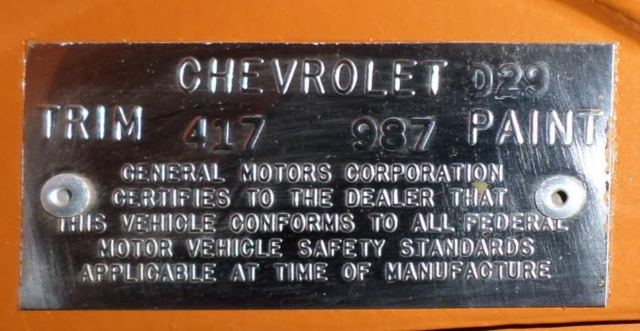 CHEVROLET D29
TRIM 417 987 PAINT
GENERAL MOTORS CORPORATION
CERTIFIES TO THE DEALER THAT
THIS VEHICLE CONFORMS TO ALL FEDERAL
MOTOR VEHICLE SAFETY STANDARDS
APPLICABLE AT TIME OF MANUFACTURE